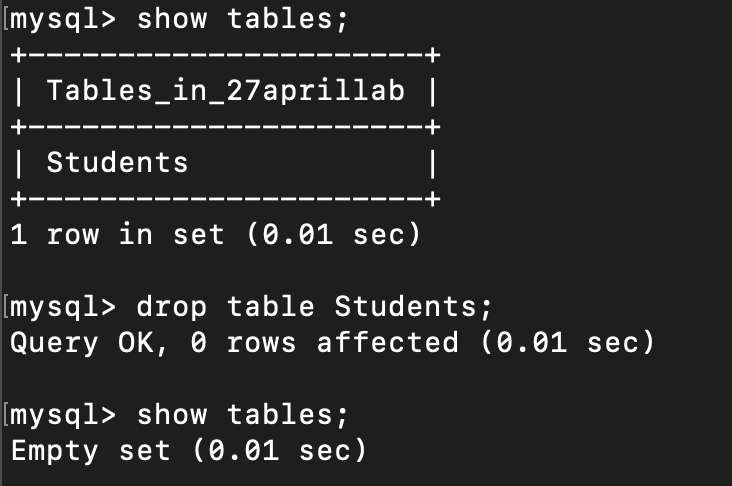 [mysql> show tables;
+----------------------+
| Tables_in_27aprillab |
+----------------------+
| Students             |
+----------------------+
1 row in set (0.01 sec)

[mysql> drop table Students;
Query OK, 0 rows affected (0.01 sec)

[mysql> show tables;
Empty set (0.01 sec)